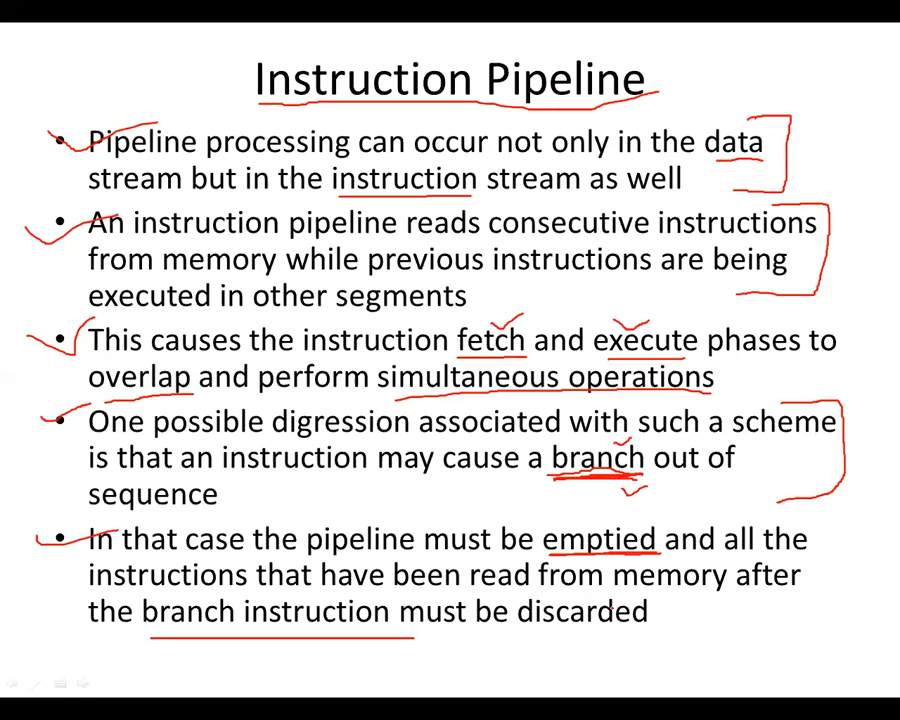 Instruction Pipeline
• Pipeline processing can occur not only in the data
stream but in the instruction stream as well
• An instruction pipeline reads consecutive instructions
from memory while previous instructions are being
executed in other segments
• This causes the instruction fetch and execute phases to
overlap and perform simultaneous operations
• One possible digression associated with such a scheme
is that an instruction may cause a branch out of
sequence
• In that case the pipeline must be emptied and all the
instructions that have been read from memory after
the branch instruction must be discarded